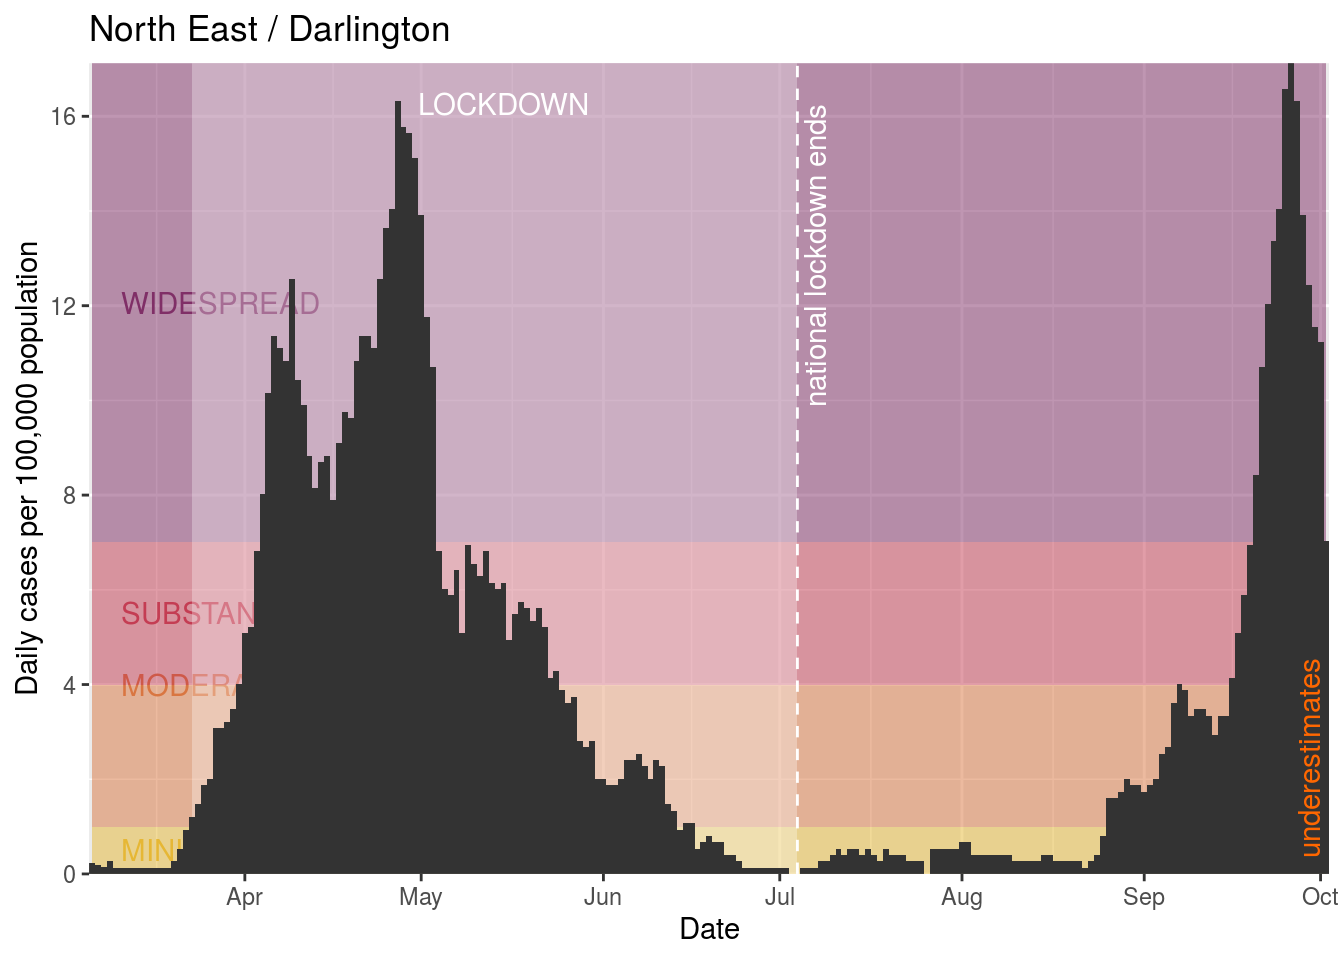 North East / Darlington
Daily cases per 100,000 population
16
12
8
4
0
LOCKDOWN
national lockdown ends
WIDESPREAD
SUBSTAN
MODERA
MINI
underestimates
Apr
May
Jun
Jul
Aug
Sep
Oct
Date